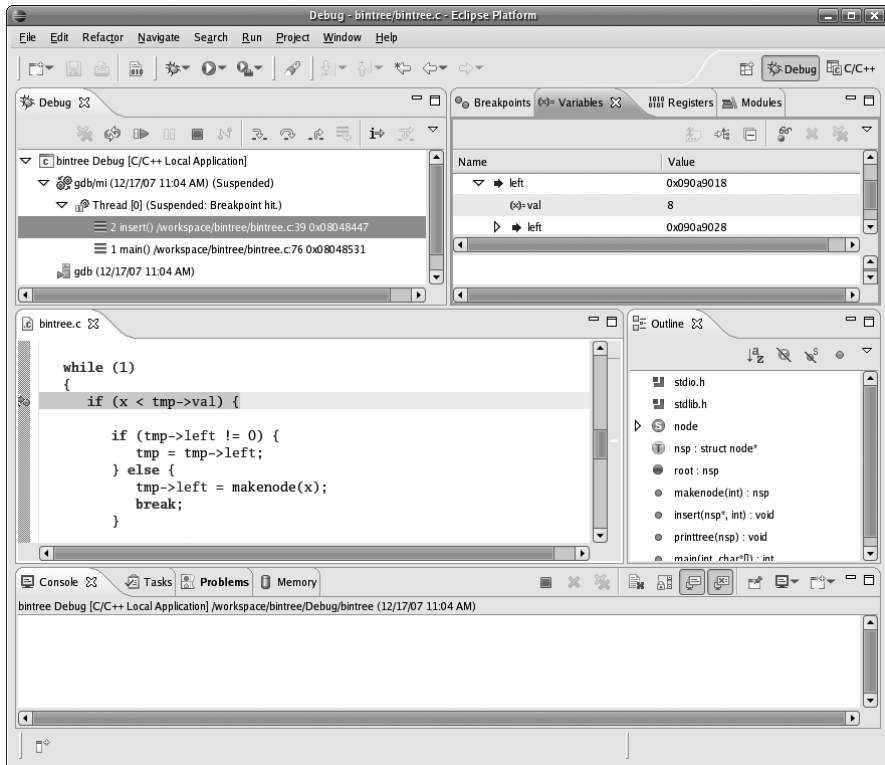 Debug - bintree/bintree.c - Eclipse Platform
File Edit Refactor Navigate Search Run Project Window Help
Debug C/C++
Debug
bintree Debug [C/C++ Local Application]
gdb/mi (12/17/07 11:04 AM) (Suspended)
Thread [0] (Suspended: Breakpoint hit.)
2 insert() /workspace/bintree/bintree.c:39 0x08048447
1 main() /workspace/bintree/bintree.c:76 0x08048531
gdb (12/17/07 11:04 AM)
Breakpoints (x)= Variables Registers Modules
Name Value
left 0x090a9018
(x)= val 8
left 0x090a9028
bintree.c
while (1)
{
if (x < tmp->val) {
if (tmp->left != 0) {
tmp = tmp->left;
} else {
tmp->left = makenode(x);
break;
}
Outline
stdio.h
stdlib.h
node
nsp : struct node*
root : nsp
makenode(int) : nsp
insert(nsp*, int) : void
printtree(nsp) : void
main(int, char*[]) : int
Console Tasks Problems Memory
bintree Debug [C/C++ Local Application] /workspace/bintree/Debug/bintree (12/17/07 11:04 AM)